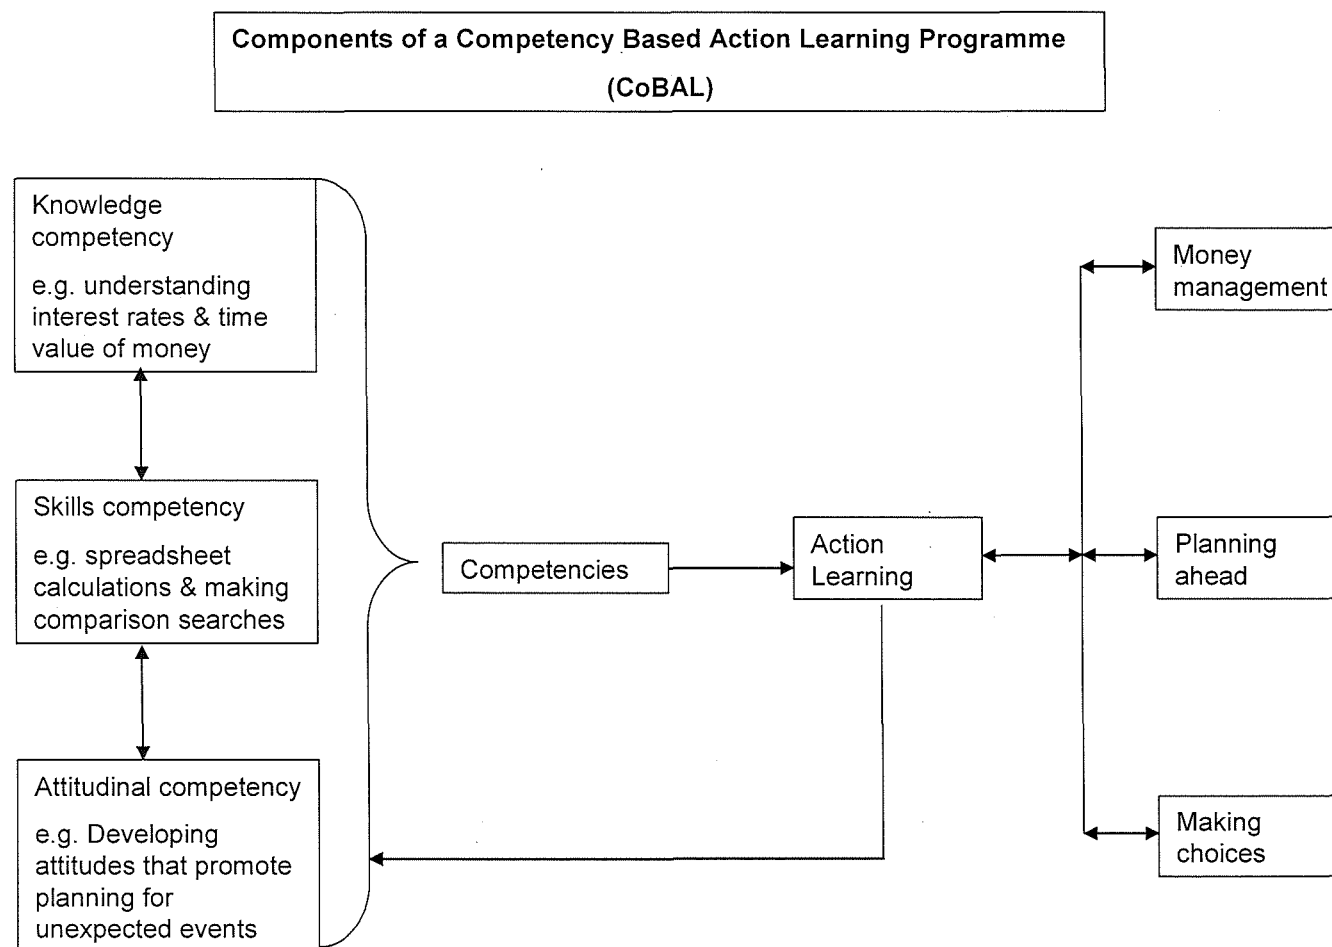 Components of a Competency Based Action Learning Programme
(CoBAL)
Knowledge
competency
e.g. understanding
interest rates & time
value of money
Skills competency
e.g. spreadsheet
calculations & making
comparison searches
Attitudinal competency
e.g. Developing
attitudes that promote
planning for
unexpected events
Competencies
Action
Learning
Money
management
Planning
ahead
Making
choices